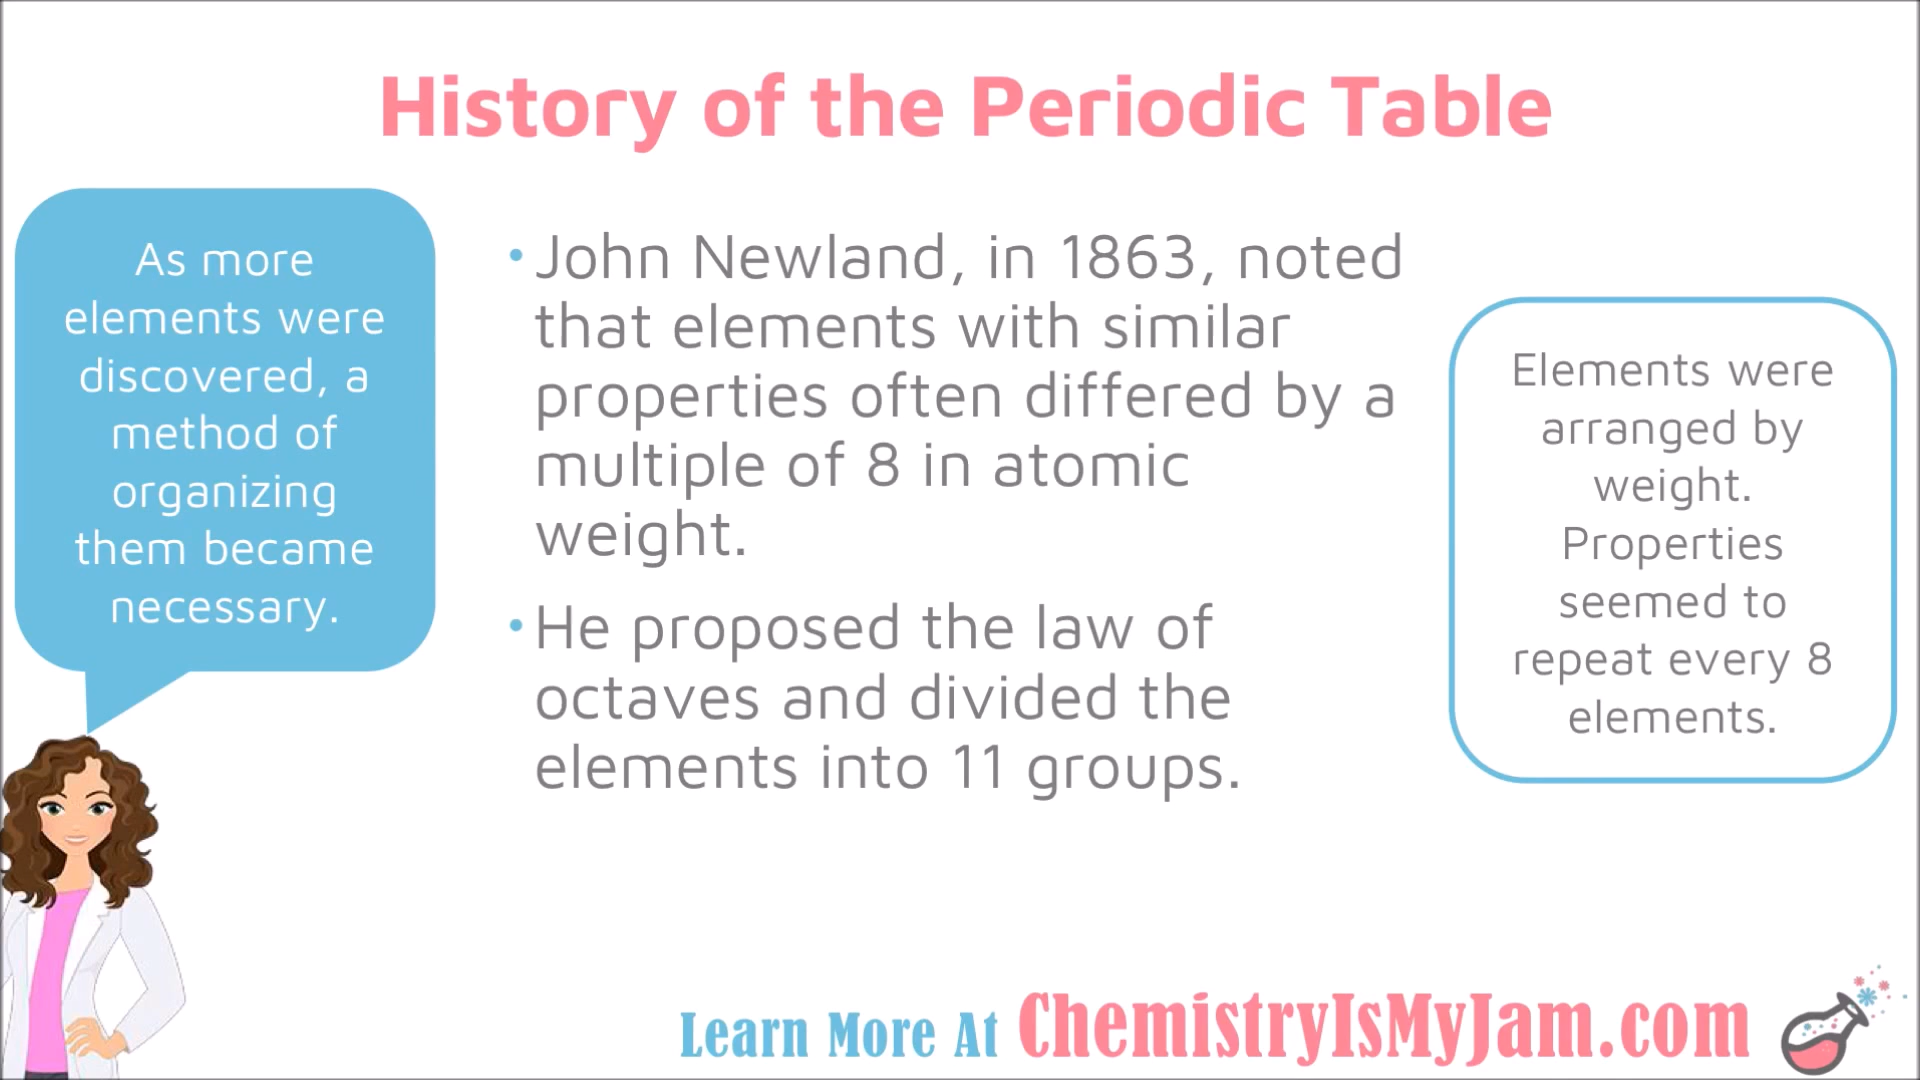 History of the Periodic Table
As more
elements were
discovered, a
method of
organizing
them became
necessary.
• John Newland, in 1863, noted
that elements with similar
properties often differed by a
multiple of 8 in atomic
weight.
• He proposed the law of
octaves and divided the
elements into 11 groups.
Elements were
arranged by
weight.
Properties
seemed to
repeat every 8
elements.
Learn More At ChemistryIsMyJam.com